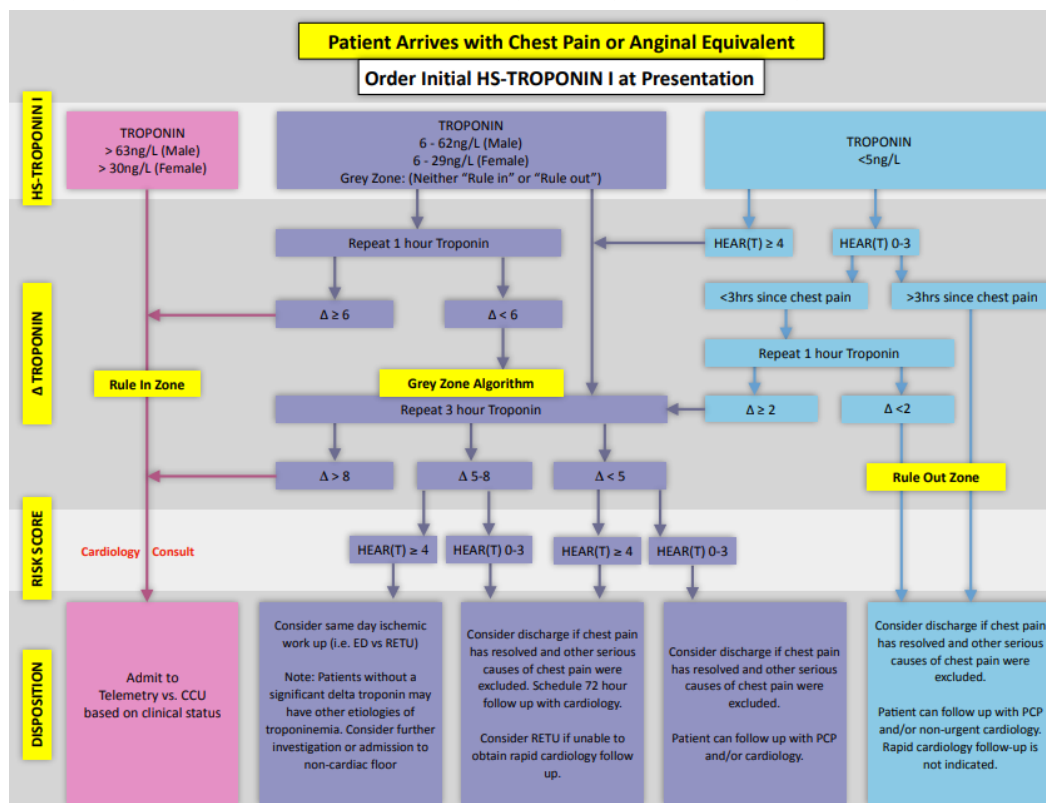 Patient Arrives with Chest Pain or Anginal Equivalent
Order Initial HS-TROPONIN I at Presentation
HS-TROPONIN I
TROPONIN
> 63ng/L (Male)
> 30ng/L (Female)
TROPONIN
6 - 62ng/L (Male)
6 - 29ng/L (Female)
Grey Zone: (Neither “Rule in” or “Rule out”)
TROPONIN
<5ng/L
Δ TROPONIN
Repeat 1 hour Troponin
HEAR(T) ≥ 4
HEAR(T) 0-3
<3hrs since chest pain
>3hrs since chest pain
Δ ≥ 6
Δ < 6
Repeat 1 hour Troponin
Rule In Zone
Grey Zone Algorithm
Repeat 3 hour Troponin
Δ ≥ 2
Δ <2
Δ > 8
Δ 5-8
Δ < 5
Rule Out Zone
RISK SCORE
Cardiology Consult
HEAR(T) ≥ 4
HEAR(T) 0-3
HEAR(T) ≥ 4
HEAR(T) 0-3
DISPOSITION
Admit to
Telemetry vs. CCU
based on clinical status
Consider same day ischemic
work up (i.e. ED vs RETU)
Note: Patients without a
significant delta troponin may
have other etiologies of
troponinemia. Consider further
investigation or admission to
non-cardiac floor
Consider discharge if chest pain
has resolved and other serious
causes of chest pain were
excluded. Schedule 72 hour
follow up with cardiology.
Consider RETU if unable to
obtain rapid cardiology follow
up.
Consider discharge if chest pain
has resolved and other serious
causes of chest pain were
excluded.
Patient can follow up with PCP
and/or cardiology.
Consider discharge if chest pain
has resolved and other serious
causes of chest pain were
excluded.
Patient can follow up with PCP
and/or non-urgent cardiology.
Rapid cardiology follow-up is
not indicated.